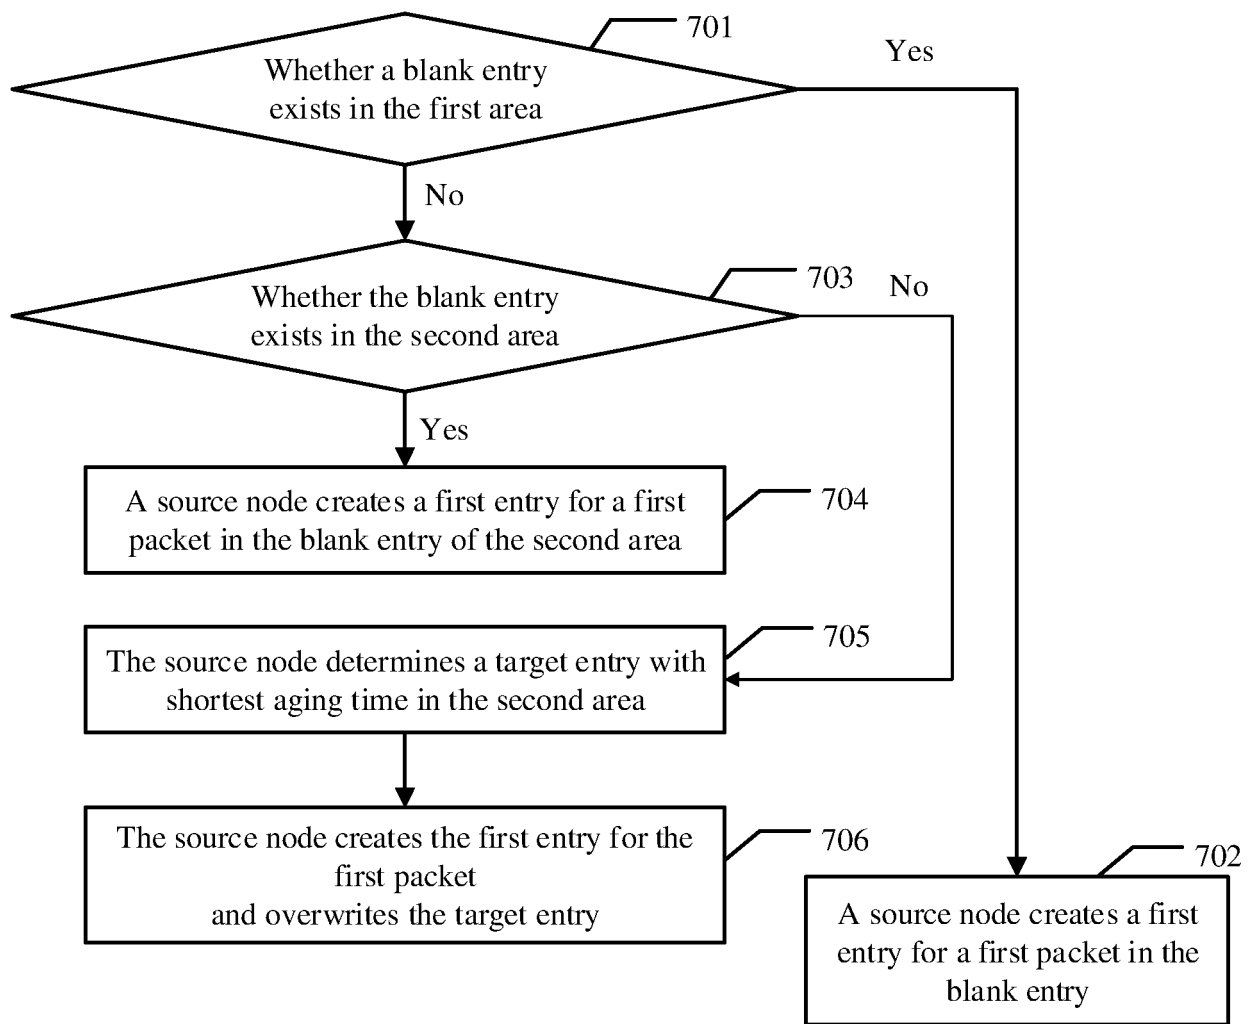 701
Whether a blank entry
exists in the first area
Yes
No
703
Whether the blank entry
exists in the second area
No
Yes
704
A source node creates a first entry for a first
packet in the blank entry of the second area
705
The source node determines a target entry with
shortest aging time in the second area
706
The source node creates the first entry for the
first packet
and overwrites the target entry
702
A source node creates a first
entry for a first packet in the
blank entry